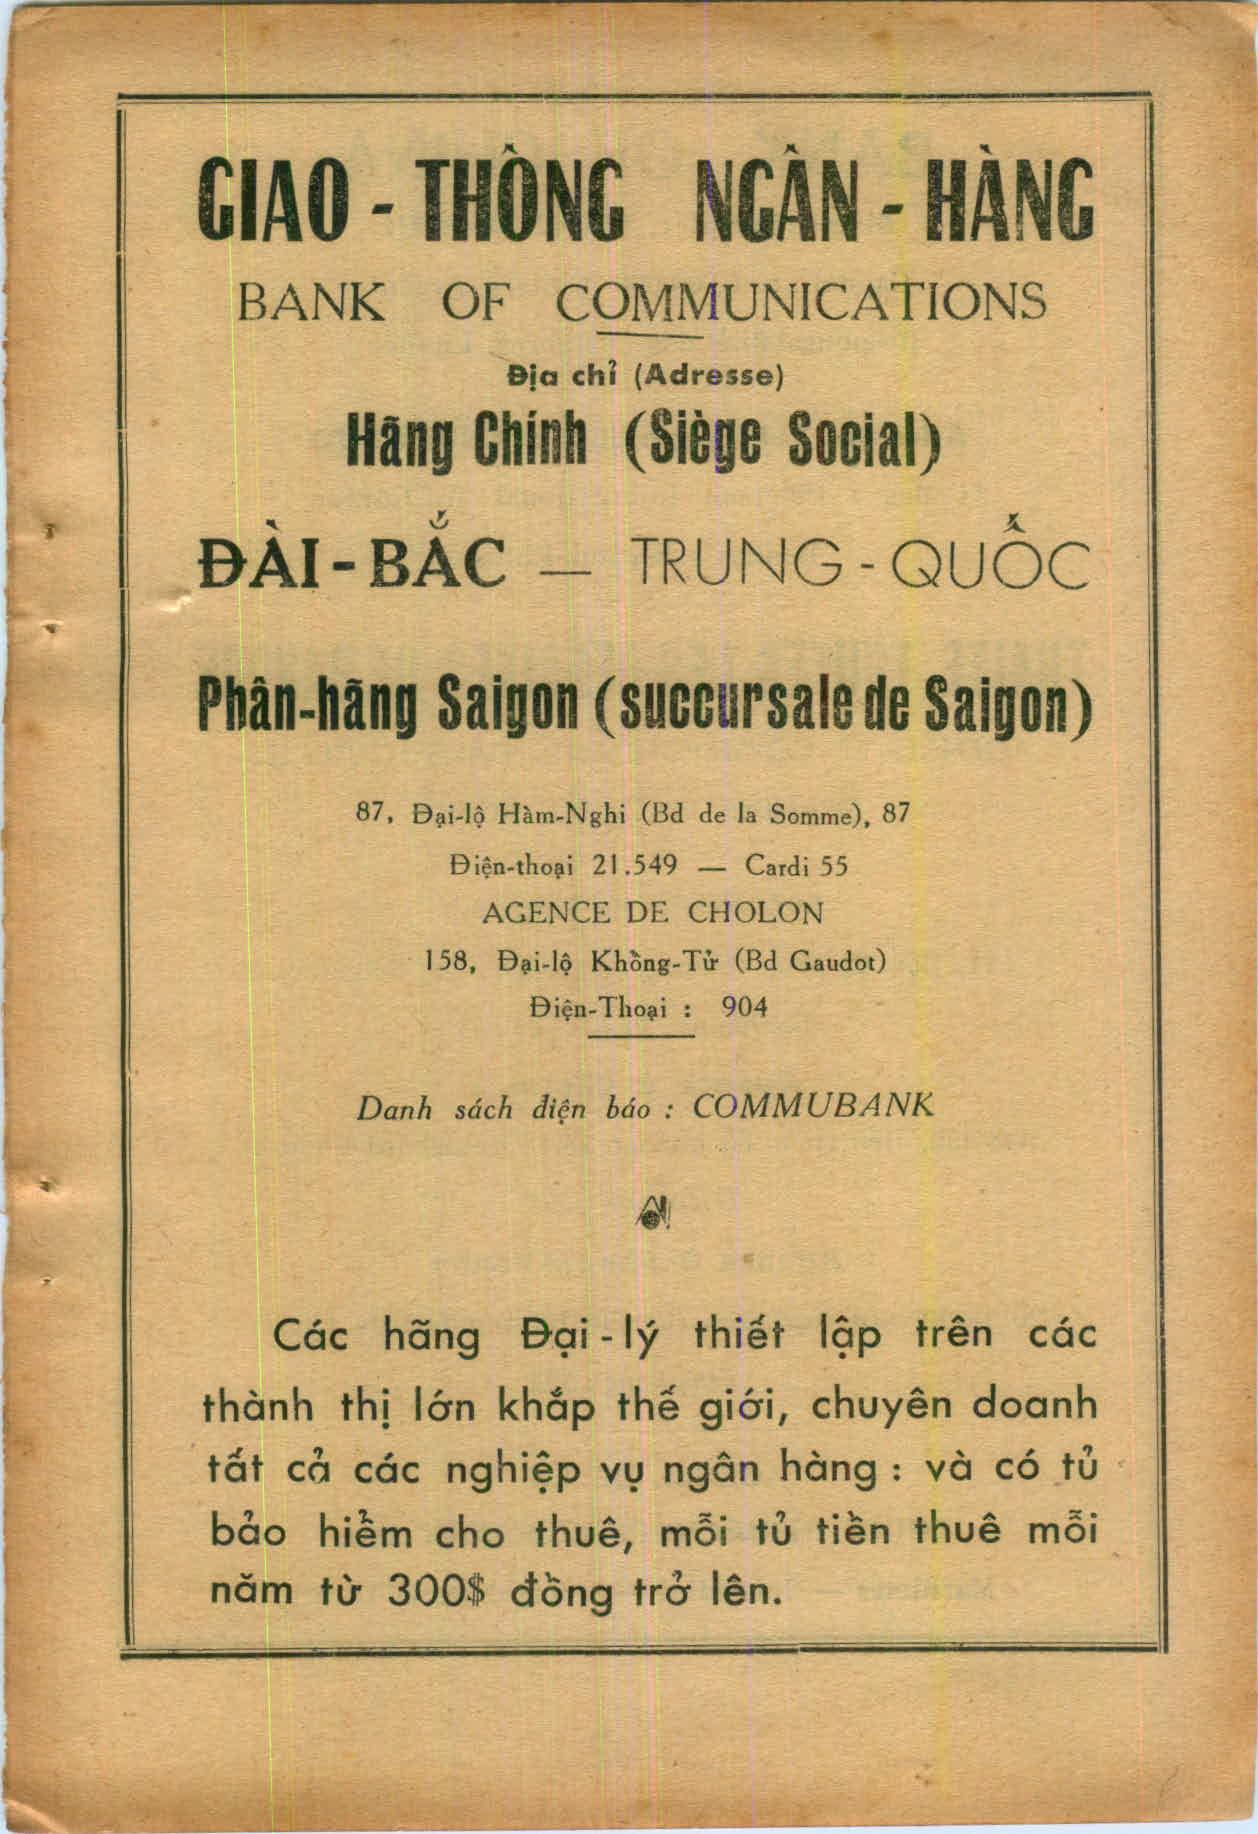 GIAO - THÔNG NGÂN - HÀNG
BANK OF COMMUNICATIONS
Địa chỉ (Adresse)
Hãng Chính (Siège Social)
ĐÀI - BẮC — TRUNG - QUỐC
Phân-hãng Saigon (succursale de Saigon)
87, Đại-lộ Hàm-Nghi (Bd de la Somme), 87
Điện-thoại 21.549 — Cardi 55
AGENCE DE CHOLON
158, Đại-lộ Khổng-Tử (Bd Gaudot)
Điện-Thoại : 904
Danh sách điện báo : COMMUBANK
Các hãng Đại - lý thiết lập trên các
thành thị lớn khắp thế giới, chuyên doanh
tất cả các nghiệp vụ ngân hàng : và có tủ
bảo hiểm cho thuê, mỗi tủ tiền thuê mỗi
năm từ 300$ đồng trở lên.